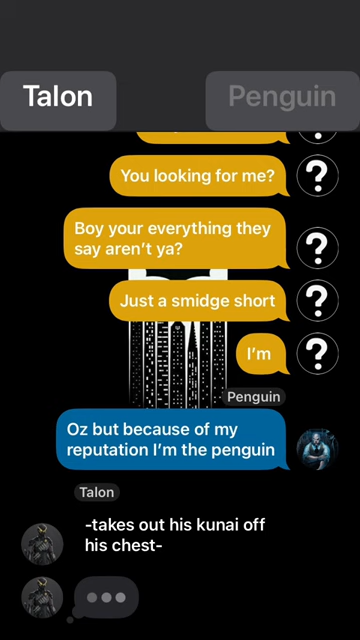 Talon
Penguin
?
You looking for me?
?
Boy your everything they
say aren't ya?
?
Just a smidge short
?
I'm
?
Penguin
Oz but because of my
reputation I'm the penguin
Talon
-takes out his kunai off
his chest-